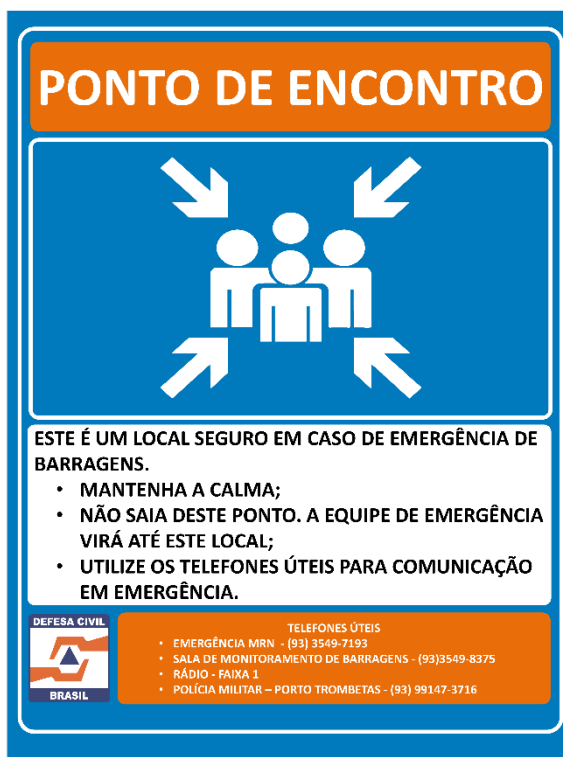 PONTO DE ENCONTRO
ESTE É UM LOCAL SEGURO EM CASO DE EMERGÊNCIA DE
BARRAGENS.
• MANTENHA A CALMA;
• NÃO SAIA DESTE PONTO. A EQUIPE DE EMERGÊNCIA
VIRÁ ATÉ ESTE LOCAL;
• UTILIZE OS TELEFONES ÚTEIS PARA COMUNICAÇÃO
EM EMERGÊNCIA.
DEFESA CIVIL
BRASIL
TELEFONES ÚTEIS
• EMERGÊNCIA MRN - (93) 3549-7193
• SALA DE MONITORAMENTO DE BARRAGENS - (93)3549-8375
• RÁDIO - FAIXA 1
• POLÍCIA MILITAR – PORTO TROMBETAS - (93) 99147-3716